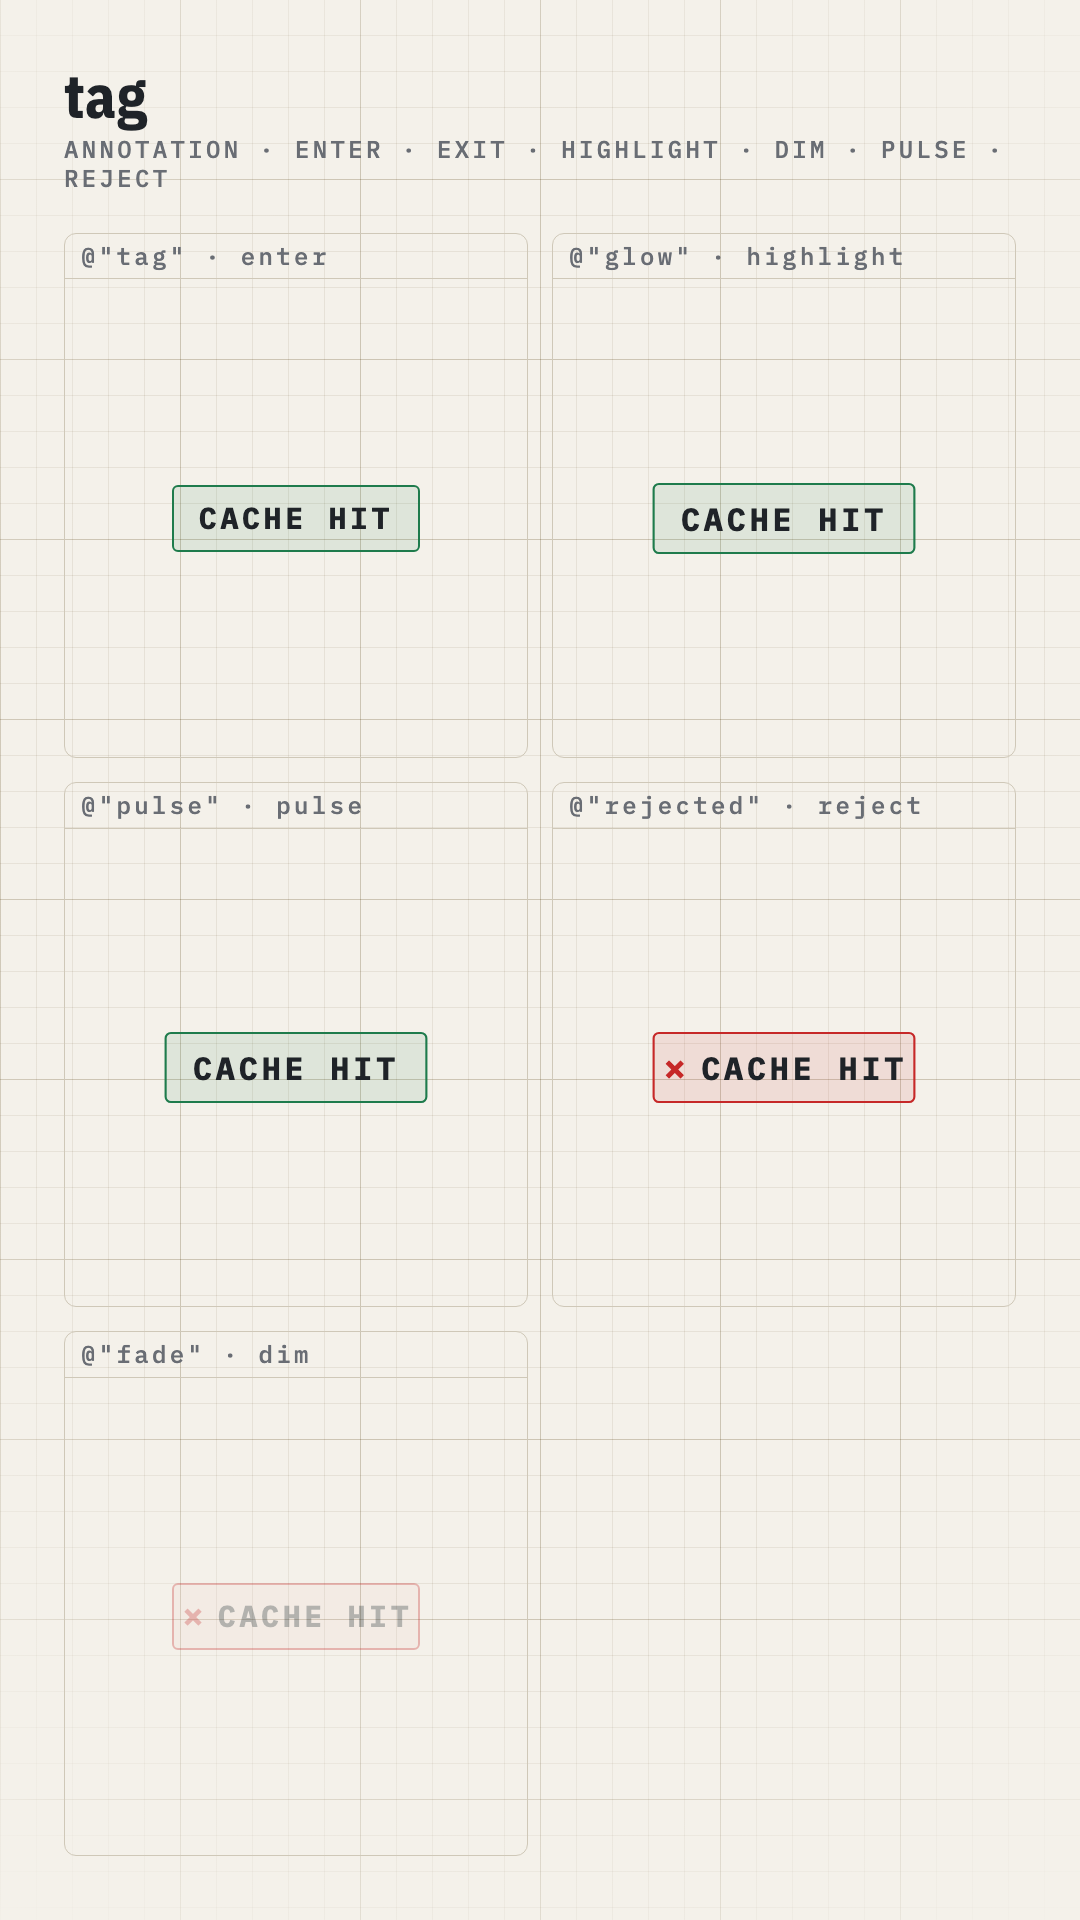 tag
ANNOTATION · ENTER · EXIT · HIGHLIGHT · DIM · PULSE ·
REJECT
@"tag" · enter
@"glow" · highlight
CACHE HIT
CACHE HIT
@"pulse" · pulse
@"rejected" · reject
CACHE HIT
× CACHE HIT
@"fade" · dim
× CACHE HIT